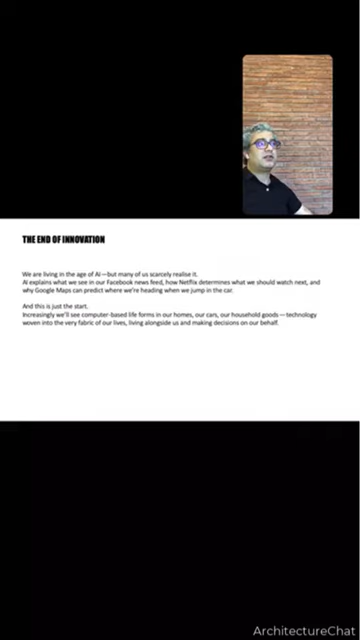 THE END OF INNOVATION
We are living in the age of AI—but many of us scarcely realise it.
AI explains what we see in our Facebook news feed, how Netflix determines what we should watch next, and
why Google Maps can predict where we're heading when we jump in the car.
And this is just the start.
Increasingly we'll see computer-based life forms in our homes, our cars, our household goods — technology
woven into the very fabric of our lives, living alongside us and making decisions on our behalf.
ArchitectureChat